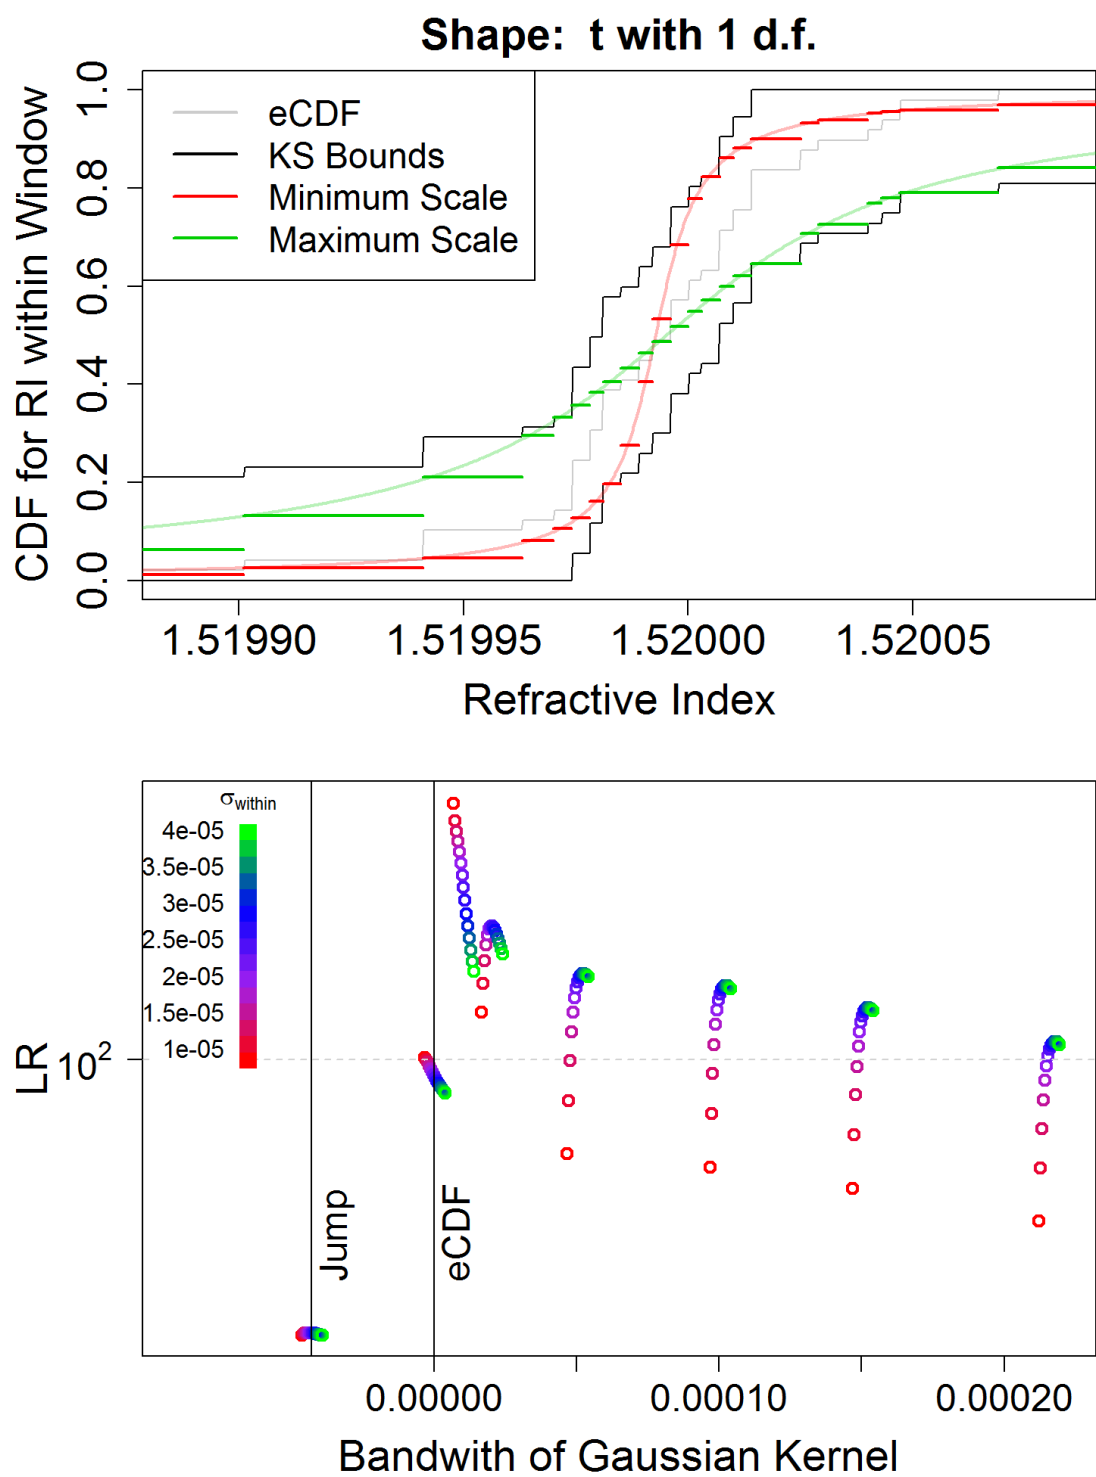 Shape: t with 1 d.f.
CDF for RI within Window
1.0
0.8
0.6
0.4
0.2
0.0
eCDF
KS Bounds
Minimum Scale
Maximum Scale
1.51990 1.51995 1.52000 1.52005
Refractive Index
LR
10²
σwithin
4e-05
3.5e-05
3e-05
2.5e-05
2e-05
1.5e-05
1e-05
Jump
eCDF
0.00000 0.00010 0.00020
Bandwith of Gaussian Kernel